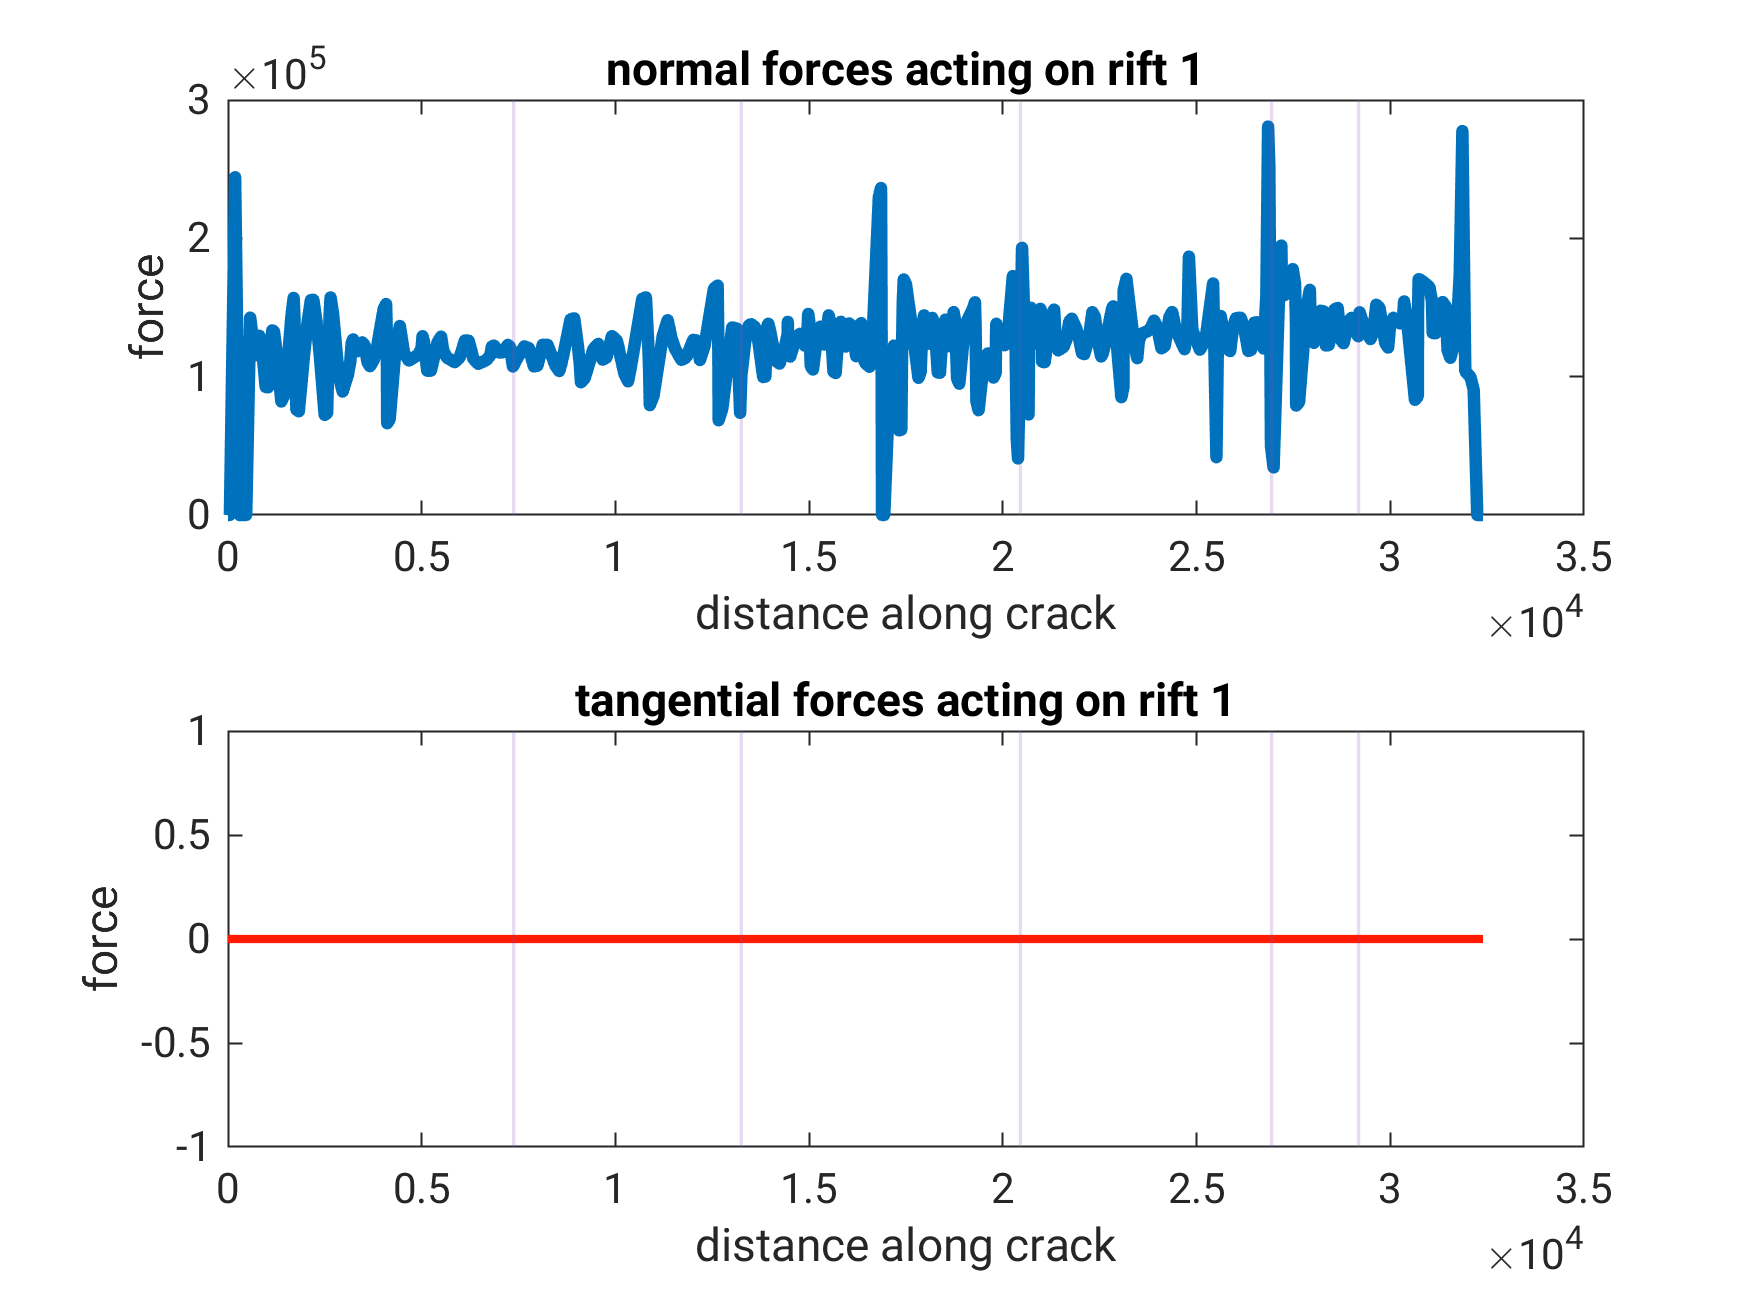 ×10^5
normal forces acting on rift 1
3
2
1
0
force
0 0.5 1 1.5 2 2.5 3 3.5
distance along crack
×10^4
tangential forces acting on rift 1
1
0.5
0
-0.5
-1
force
0 0.5 1 1.5 2 2.5 3 3.5
distance along crack
×10^4